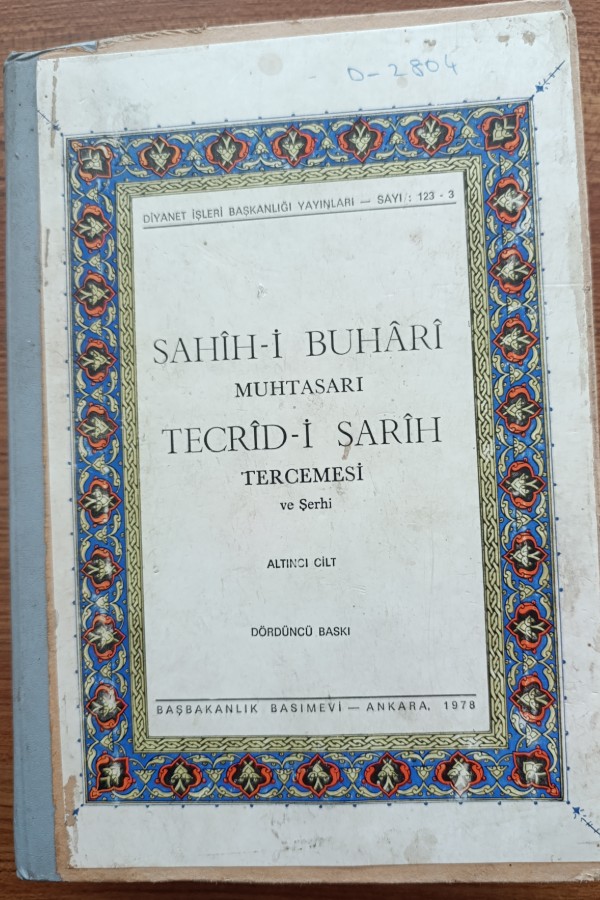 D-2804
DİYANET İŞLERİ BAŞKANLIĞI YAYINLARI — SAYI : 123 - 3
SAHÎH-İ BUHÂRÎ
MUHTASARI
TECRÎD-İ SARÎH
TERCEMESİ
ve Şerhi
ALTINCI CİLT
DÖRDÜNCÜ BASKI
BAŞBAKANLIK BASIMEVİ — ANKARA, 1978